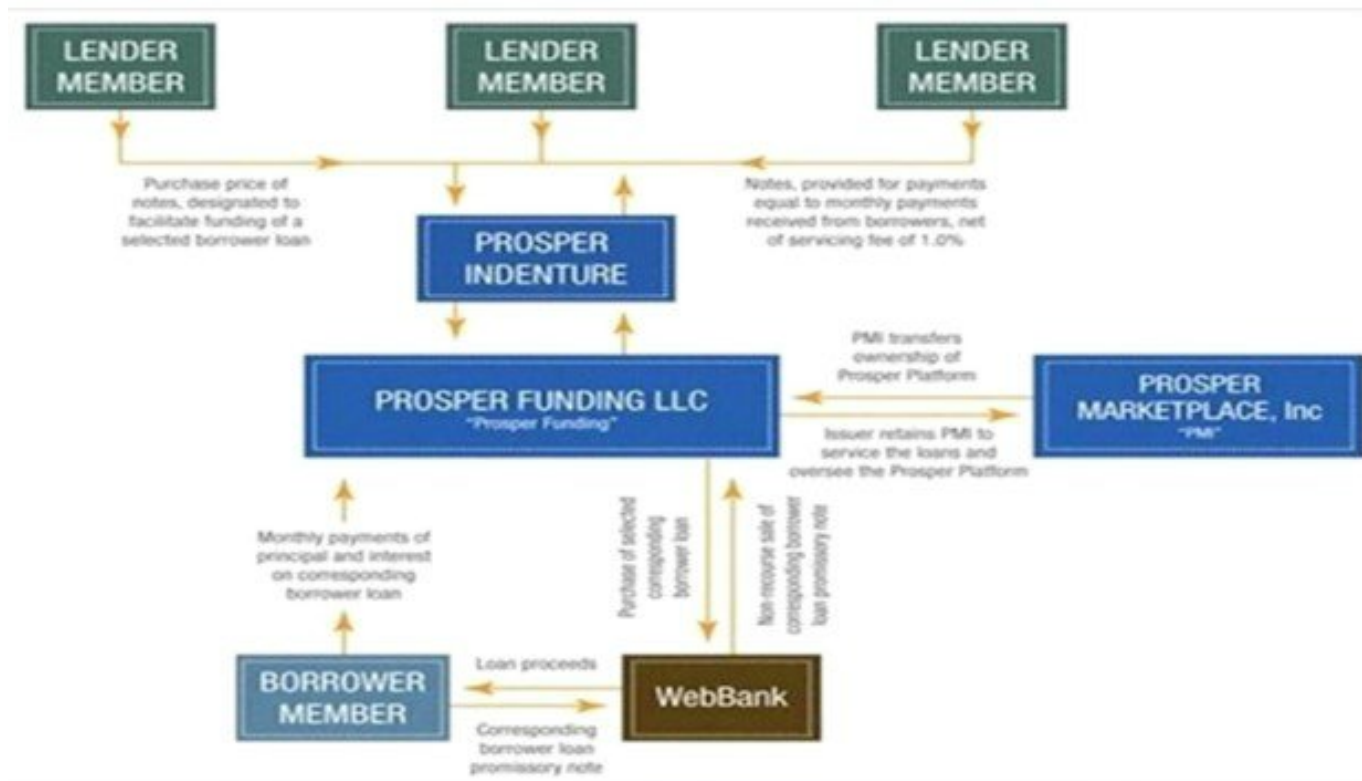 LENDER
MEMBER
LENDER
MEMBER
LENDER
MEMBER
Purchase price of
notes, designated to
facilitate funding of a
selected borrower loan
Notes, provided for payments
equal to monthly payments
received from borrowers, net
of servicing fee of 1.0%
PROSPER
INDENTURE
PMI transfers
ownership of
Prosper Platform
PROSPER FUNDING LLC
"Prosper Funding"
PROSPER
MARKETPLACE, Inc
"PMI"
Issuer retains PMI to
service the loans and
oversee the Prosper Platform
Monthly payments of
principal and interest
on corresponding
borrower loan
Purchase of selected
corresponding
borrower loan
Non-recourse sale of
corresponding borrower
loan promissory note
BORROWER
MEMBER
Loan proceeds
WebBank
Corresponding
borrower loan
promissory note